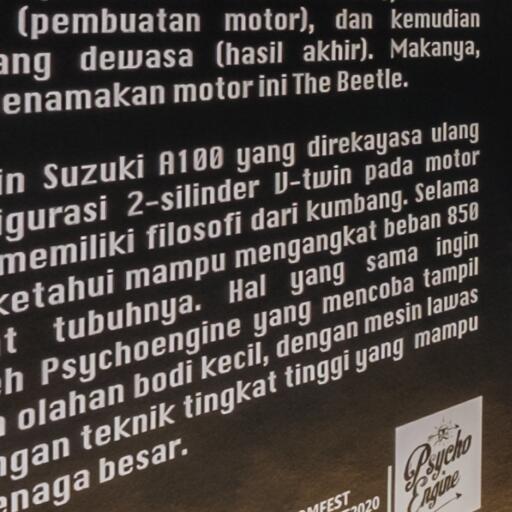 (pembuatan motor), dan kemudian
ang dewasa (hasil akhir). Makanya,
enamakan motor ini The Beetle.
in Suzuki A100 yang direkayasa ulang
igurasi 2-silinder V-twin pada motor
memiliki filosofi dari kumbang. Selama
ketahui mampu mengangkat beban 850
t tubuhnya. Hal yang sama ingin
eh Psychoengine yang mencoba tampil
olahan bodi kecil, dengan mesin lawas
ngan teknik tingkat tinggi yang mampu
enaga besar.
OMFEST
2020
Psycho
Engine